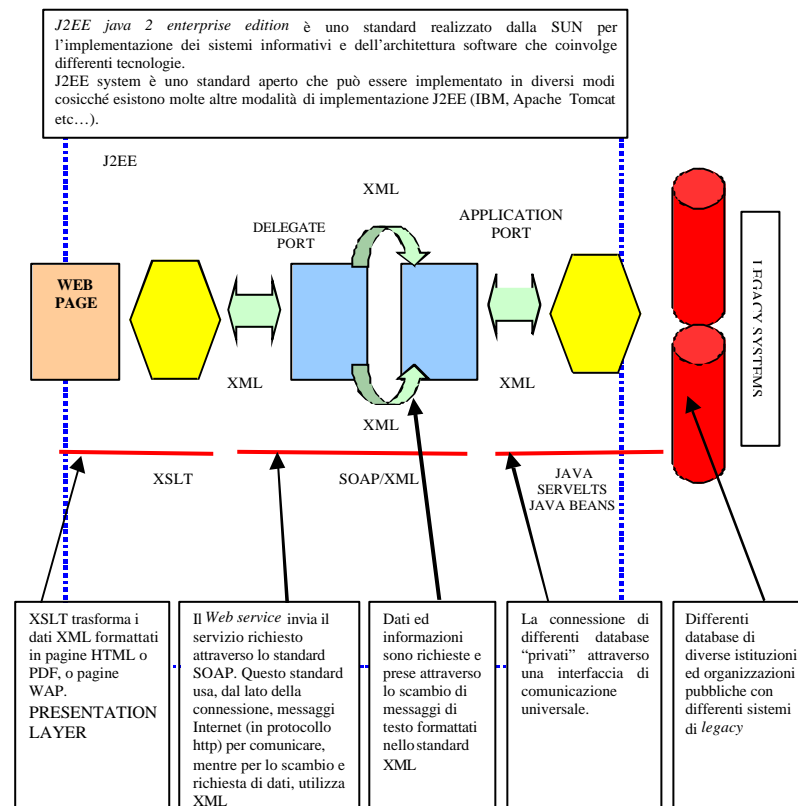 J2EE java 2 enterprise edition è uno standard realizzato dalla SUN per
l'implementazione dei sistemi informativi e dell'architettura software che coinvolge
differenti tecnologie.
J2EE system è uno standard aperto che può essere implementato in diversi modi
cosicché esistono molte altre modalità di implementazione J2EE (IBM, Apache Tomcat
etc…).
J2EE
XML
DELEGATE
PORT
APPLICATION
PORT
WEB
PAGE
LEGACY SYSTEMS
XML
XML
XML
XSLT
SOAP/XML
JAVA
SERVELTS
JAVA BEANS
XSLT trasforma i
dati XML formattati
in pagine HTML o
PDF, o pagine
WAP.
PRESENTATION
LAYER
Il Web service invia il
servizio richiesto
attraverso lo standard
SOAP. Questo standard
usa, dal lato della
connessione, messaggi
Internet (in protocollo
http) per comunicare,
mentre per lo scambio e
richiesta di dati, utilizza
XML
Dati ed
informazioni
sono richieste e
prese attraverso
lo scambio di
messaggi di
testo formattati
nello standard
XML
La connessione di
differenti database
“privati” attraverso
una interfaccia di
comunicazione
universale.
Differenti
database di
diverse istituzioni
ed organizzazioni
pubbliche con
differenti sistemi
di legacy